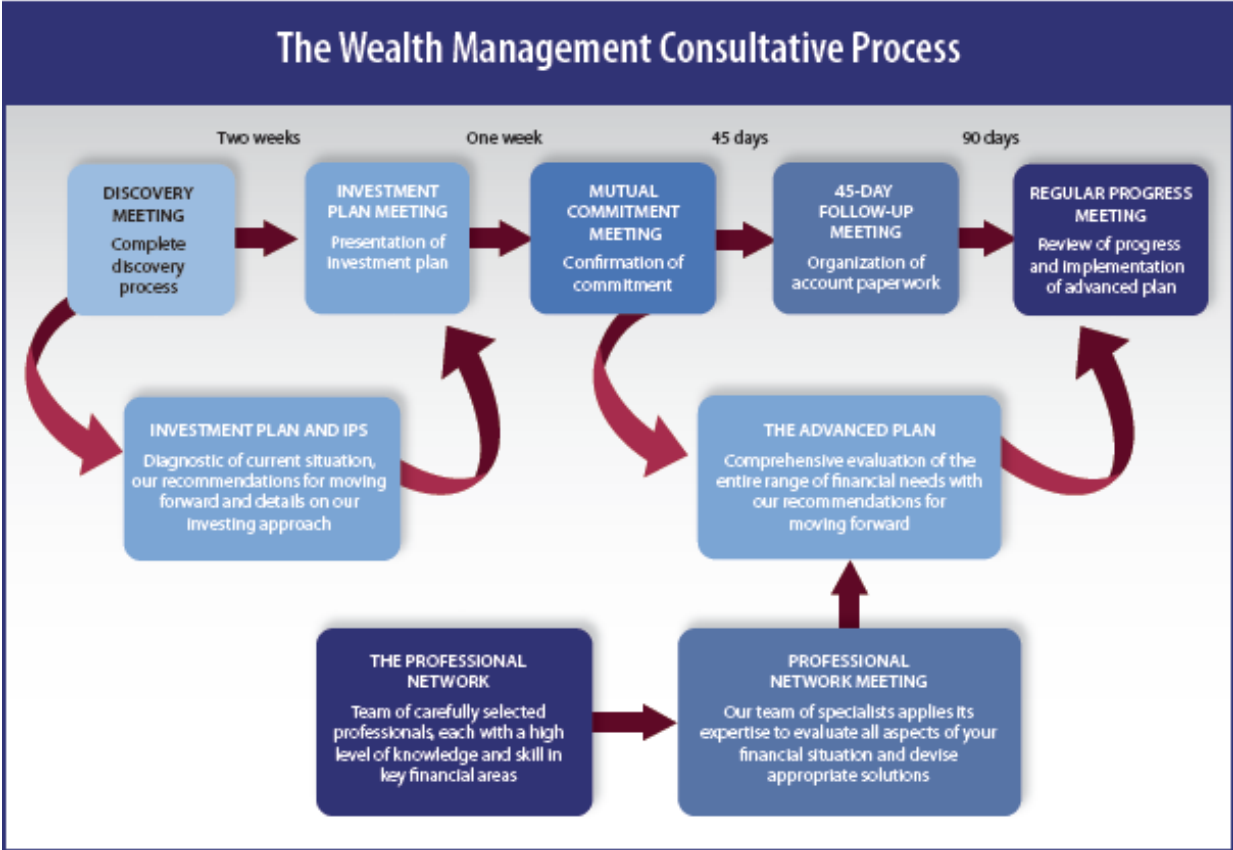 The Wealth Management Consultative Process
Two weeks
One week
45 days
90 days
DISCOVERY
MEETING
Complete
discovery
process
INVESTMENT
PLAN MEETING
Presentation of
investment plan
MUTUAL
COMMITMENT
MEETING
Confirmation of
commitment
45-DAY
FOLLOW-UP
MEETING
Organization of
account paperwork
REGULAR PROGRESS
MEETING
Review of progress
and implementation
of advanced plan
INVESTMENT PLAN AND IPS
Diagnostic of current situation,
our recommendations for moving
forward and details on our
investing approach
THE ADVANCED PLAN
Comprehensive evaluation of the
entire range of financial needs with
our recommendations for
moving forward
THE PROFESSIONAL
NETWORK
Team of carefully selected
professionals, each with a high
level of knowledge and skill in
key financial areas
PROFESSIONAL
NETWORK MEETING
Our team of specialists applies its
expertise to evaluate all aspects of your
financial situation and devise
appropriate solutions